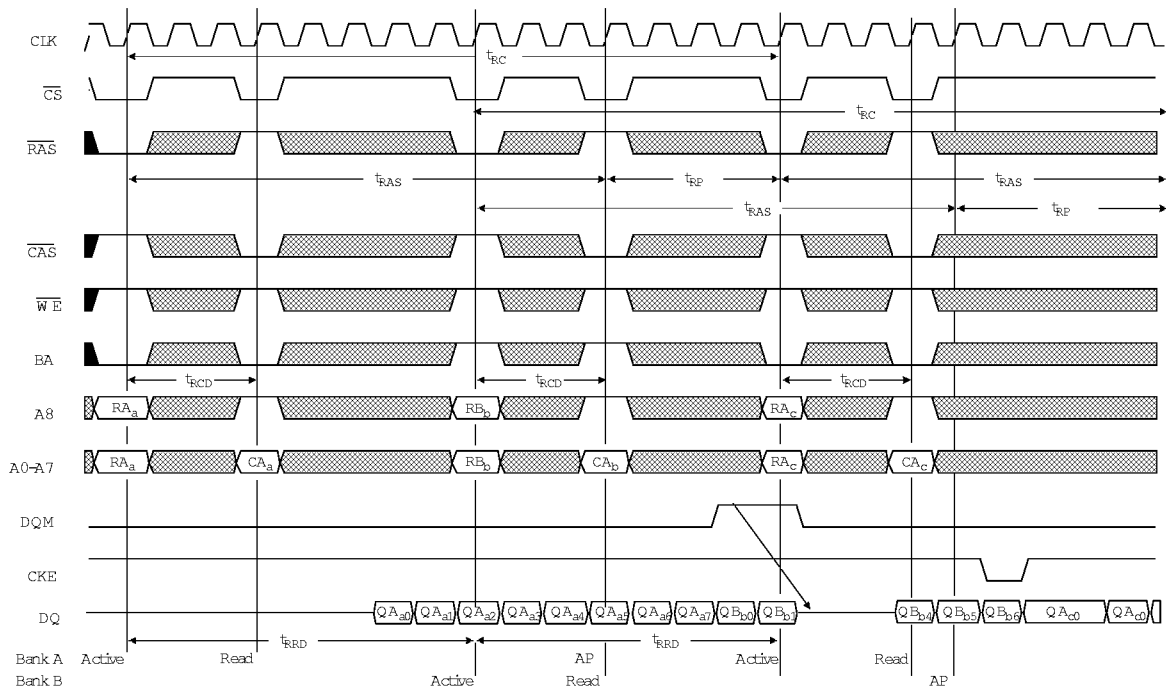 CLK
tRC
CS
tRC
RAS
tRAS tRP tRAS
tRAS tRP
CAS
WE
BA
tRCD tRCD tRCD
A8 RAa RBb RAc
A0-A7 RAa CAa RBb CAb RAc CAc
DQM
CKE
DQ QAa0 QAa1 QAa2 QAa3 QAa4 QAa5 QAa6 QAa7 QBb0 QBb1 QBb4 QBb5 QBb6 QAc0 QAc0
tRRD tRRD
Bank A Active Read AP Active Read
Bank B Active Read AP